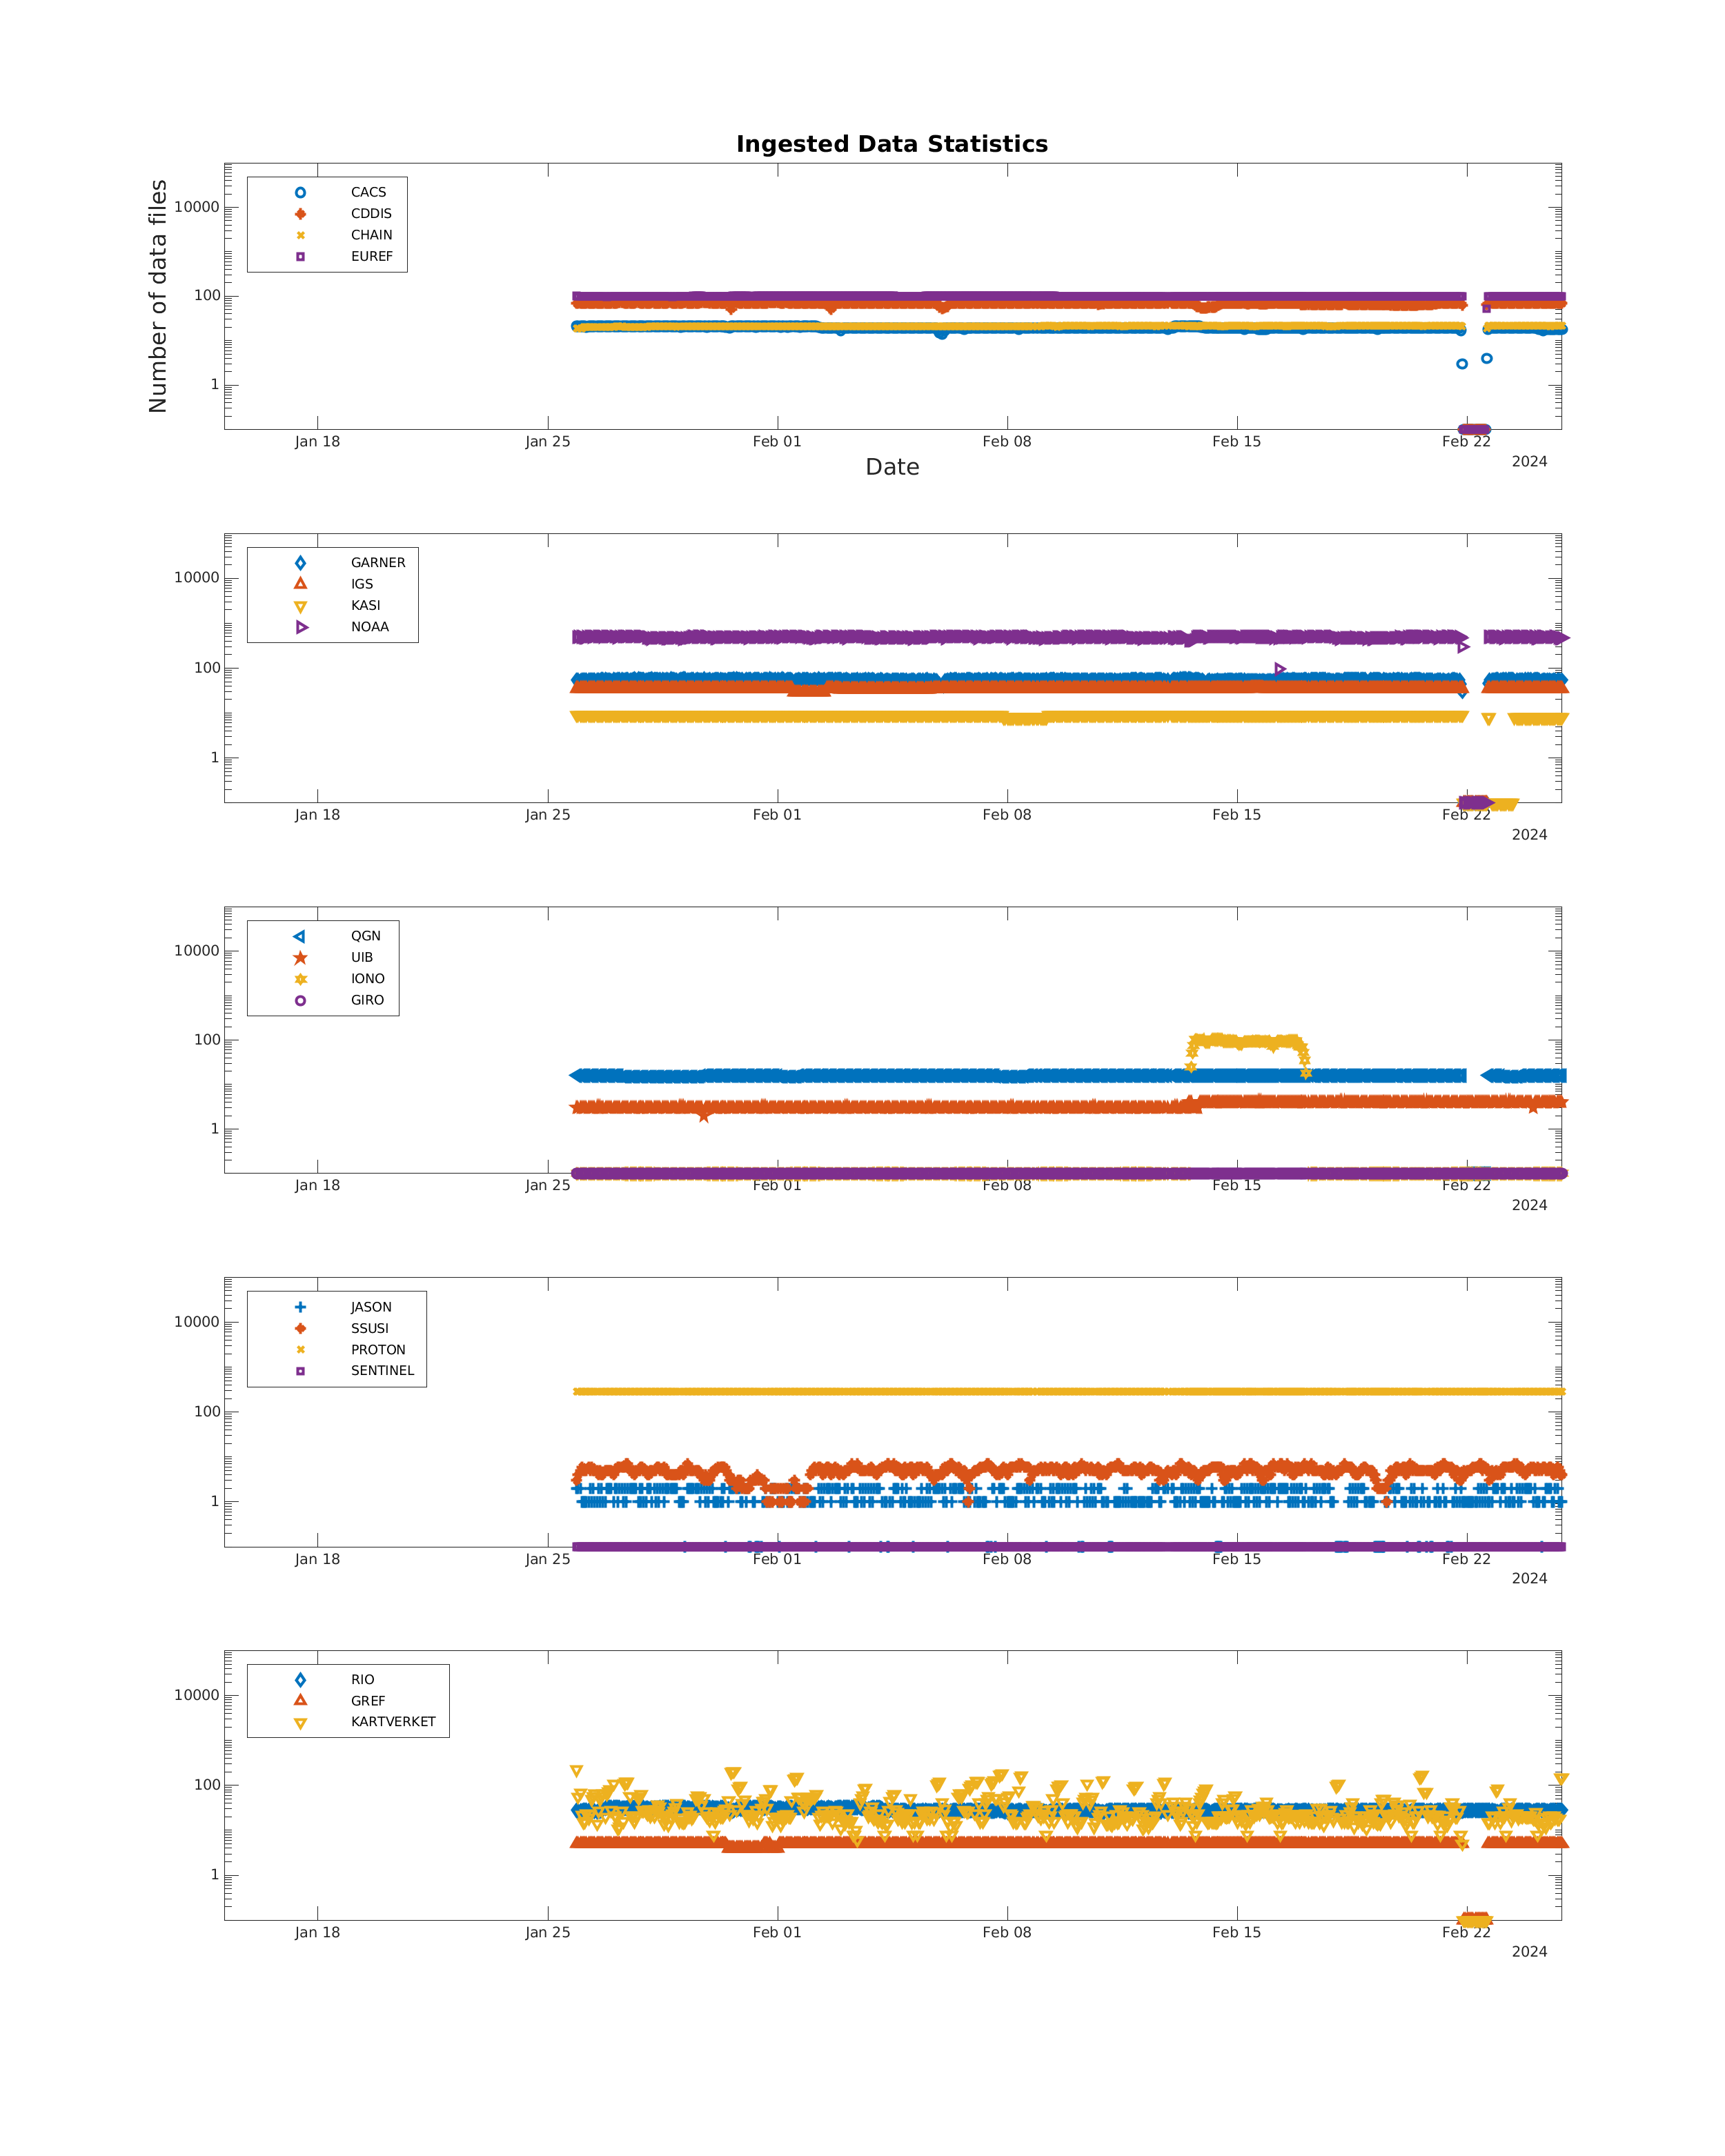 Ingested Data Statistics
Number of data files
10000
100
1
CACS
CDDIS
CHAIN
EUREF
Jan 18 Jan 25 Feb 01 Feb 08 Feb 15 Feb 22
2024
Date
10000
100
1
GARNER
IGS
KASI
NOAA
Jan 18 Jan 25 Feb 01 Feb 08 Feb 15 Feb 22
2024
10000
100
1
QGN
UIB
IONO
GIRO
Jan 18 Jan 25 Feb 01 Feb 08 Feb 15 Feb 22
2024
10000
100
1
JASON
SSUSI
PROTON
SENTINEL
Jan 18 Jan 25 Feb 01 Feb 08 Feb 15 Feb 22
2024
10000
100
1
RIO
GREF
KARTVERKET
Jan 18 Jan 25 Feb 01 Feb 08 Feb 15 Feb 22
2024